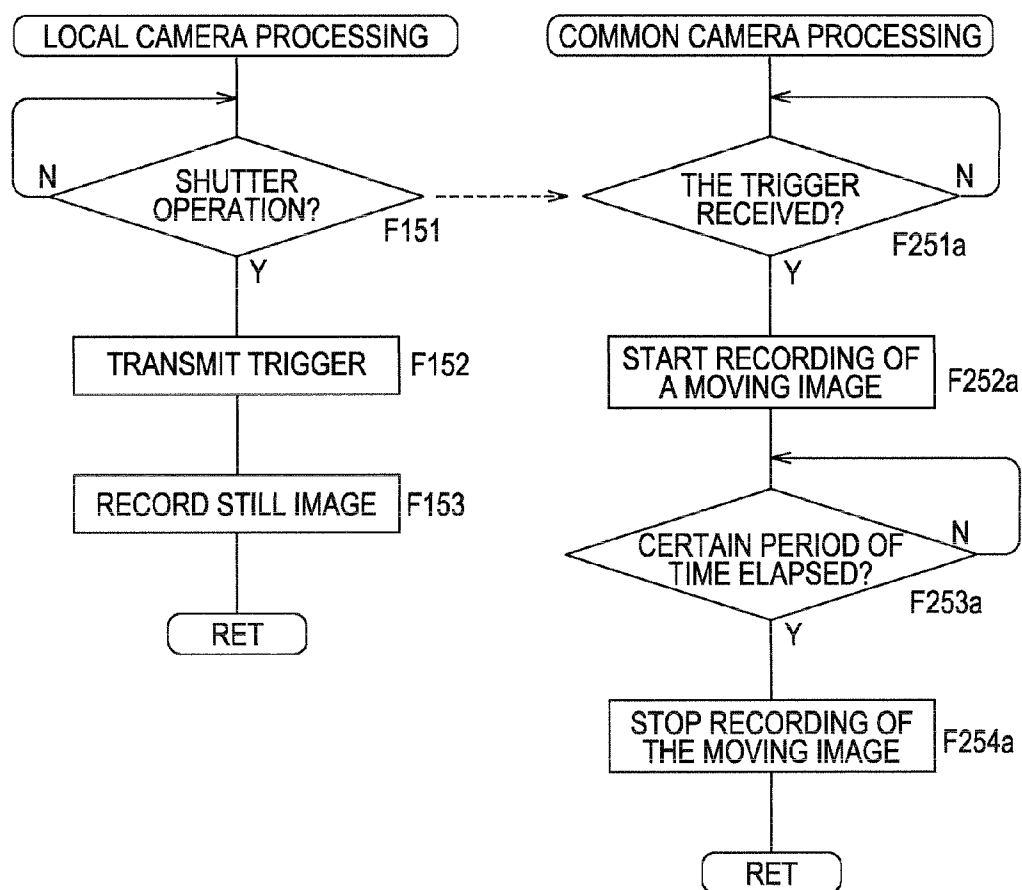 LOCAL CAMERA PROCESSING
N
SHUTTER
OPERATION?
F151
Y
TRANSMIT TRIGGER
F152
RECORD STILL IMAGE
F153
RET
COMMON CAMERA PROCESSING
THE TRIGGER
RECEIVED?
N
F251a
Y
START RECORDING OF
A MOVING IMAGE
F252a
CERTAIN PERIOD OF
TIME ELAPSED?
N
F253a
Y
STOP RECORDING OF
THE MOVING IMAGE
F254a
RET